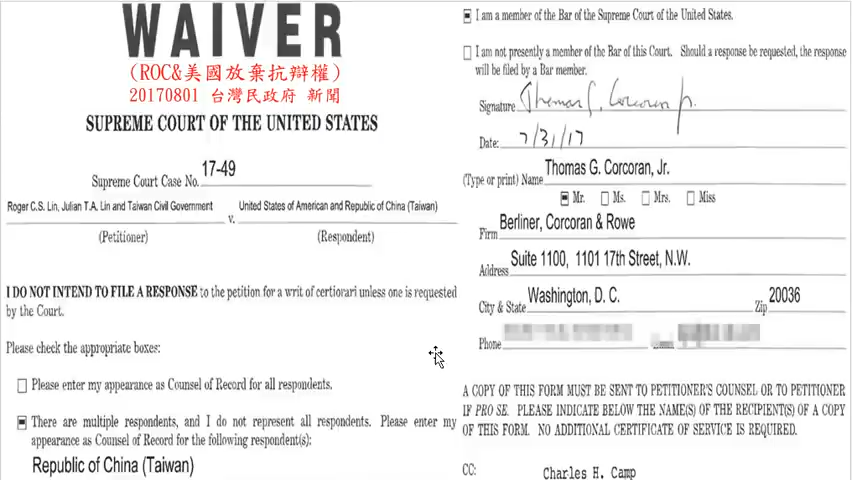 WAIVER
(ROC&美國放棄抗辯權)
20170801 台灣民政府 新聞
SUPREME COURT OF THE UNITED STATES
Supreme Court Case No. 17-49
Roger C.S. Lin, Julian T.A. Lin and Taiwan Civil Government v. United States of American and Republic of China (Taiwan)
(Petitioner) (Respondent)
I DO NOT INTEND TO FILE A RESPONSE to the petition for a writ of certiorari unless one is requested
by the Court.
Please check the appropriate boxes:
Please enter my appearance as Counsel of Record for all respondents.
There are multiple respondents, and I do not represent all respondents. Please enter my
appearance as Counsel of Record for the following respondent(s):
Republic of China (Taiwan)
I am a member of the Bar of the Supreme Court of the United States.
I am not presently a member of the Bar of this Court. Should a response be requested, the response
will be filed by a Bar member.
Signature Thomas G. Corcoran Jr.
Date: 7/31/17
(Type or print) Name Thomas G. Corcoran, Jr.
Mr. Ms. Mrs. Miss
Firm Berliner, Corcoran & Rowe
Address Suite 1100, 1101 17th Street, N.W.
City & State Washington, D. C. Zip 20036
Phone
A COPY OF THIS FORM MUST BE SENT TO PETITIONER'S COUNSEL OR TO PETITIONER
IF PRO SE. PLEASE INDICATE BELOW THE NAME(S) OF THE RECIPIENT(S) OF A COPY
OF THIS FORM. NO ADDITIONAL CERTIFICATE OF SERVICE IS REQUIRED.
CC: Charles H. Camp